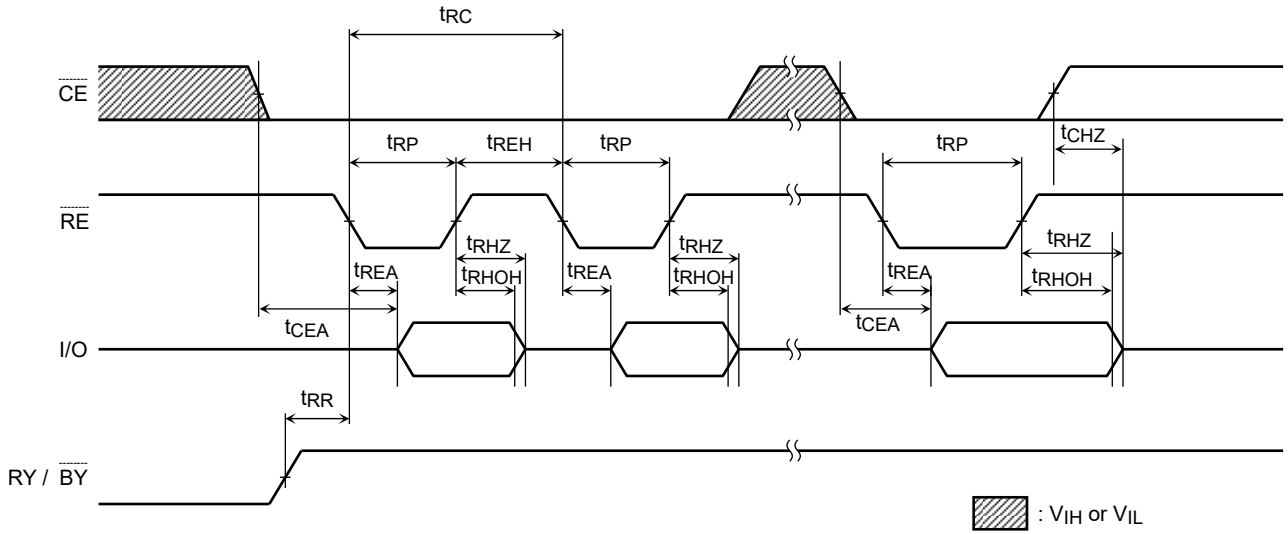 tRC
CE
tRP tREH tRP tRP tCHZ
RE
tRHZ tRHZ tRHZ
tREA tRHOH tREA tRHOH tREA tRHOH
tCEA tCEA
I/O
tRR
RY / BY
: VIH or VIL